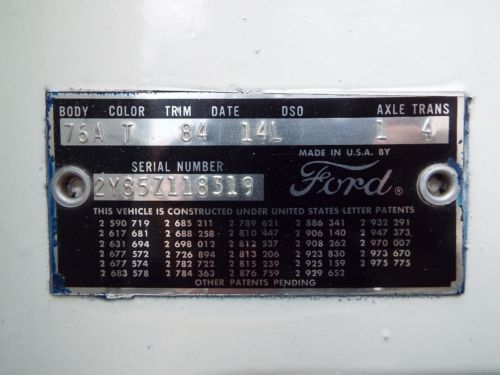 BODY COLOR TRIM DATE DSO AXLE TRANS
76A T 84 14L 1 4
SERIAL NUMBER MADE IN U.S.A. BY
2Y85Z118319 Ford ®
THIS VEHICLE IS CONSTRUCTED UNDER UNITED STATES LETTER PATENTS
2 590 719 2 685 211 2 789 621 2 886 341 2 932 291
2 617 681 2 688 258 2 810 447 2 906 140 2 947 373
2 631 694 2 698 012 2 812 537 2 908 262 2 970 007
2 677 572 2 726 894 2 813 206 2 923 830 2 973 670
2 677 574 2 782 722 2 815 239 2 925 159 2 975 775
2 683 578 2 784 363 2 876 759 2 929 652
OTHER PATENTS PENDING